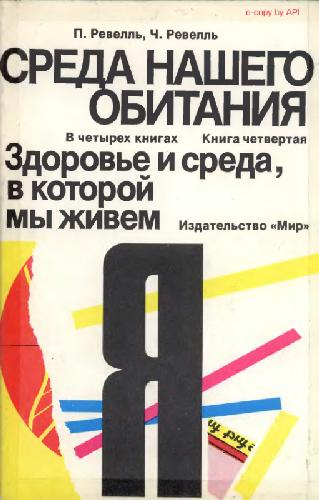 e-copy by API
П. Ревелль, Ч. Ревелль
СРЕДА НАШЕГО
ОБИТАНИЯ
В четырех книгах Книга четвертая
Здоровье и среда,
в которой
мы живем
Издательство «Мир»
Я